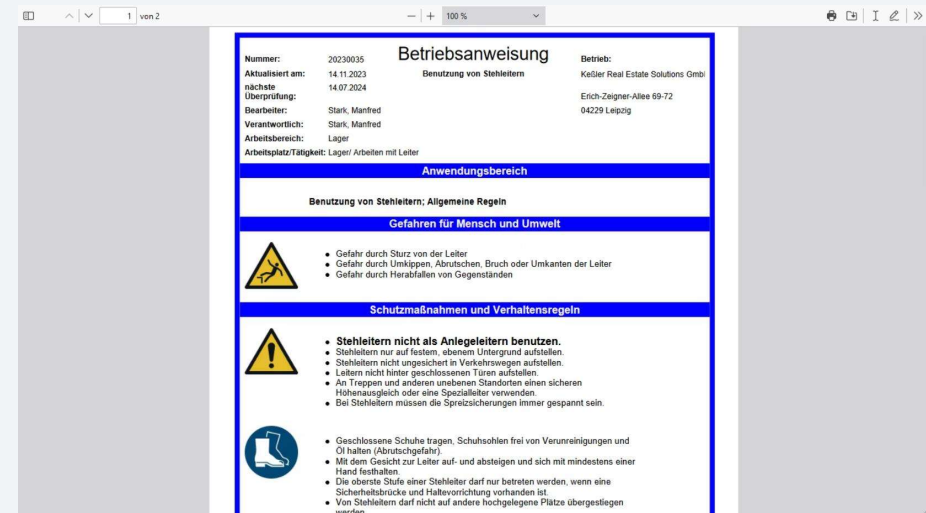 1 von 2
100 %
Betriebsanweisung
Benutzung von Stehleitern
Nummer: 20230035
Aktualisiert am: 14.11.2023
nächste
Überprüfung: 14.07.2024
Bearbeiter: Stark, Manfred
Verantwortlich: Stark, Manfred
Arbeitsbereich: Lager
Arbeitsplatz/Tätigkeit: Lager/ Arbeiten mit Leiter
Betrieb:
Keßler Real Estate Solutions Gmbl
Erich-Zeigner-Allee 69-72
04229 Leipzig
Anwendungsbereich
Benutzung von Stehleitern; Allgemeine Regeln
Gefahren für Mensch und Umwelt
● Gefahr durch Sturz von der Leiter
● Gefahr durch Umkippen, Abrutschen, Bruch oder Umkanten der Leiter
● Gefahr durch Herabfallen von Gegenständen
Schutzmaßnahmen und Verhaltensregeln
● Stehleitern nicht als Anlegeleitern benutzen.
● Stehleitern nur auf festem, ebenem Untergrund aufstellen.
● Stehleitern nicht ungesichert in Verkehrswegen aufstellen.
● Leitern nicht hinter geschlossenen Türen aufstellen.
● An Treppen und anderen unebenen Standorten einen sicheren
Höhenausgleich oder eine Spezialleiter verwenden.
● Bei Stehleitern müssen die Spreizsicherungen immer gespannt sein.
● Geschlossene Schuhe tragen, Schuhsohlen frei von Verunreinigungen und
Öl halten (Abrutschgefahr).
● Mit dem Gesicht zur Leiter auf- und absteigen und sich mit mindestens einer
Hand festhalten.
● Die oberste Stufe einer Stehleiter darf nur betreten werden, wenn eine
Sicherheitsbrücke und Haltevorrichtung vorhanden ist.
● Von Stehleitern darf nicht auf andere hochgelegene Plätze übergestiegen
werden.